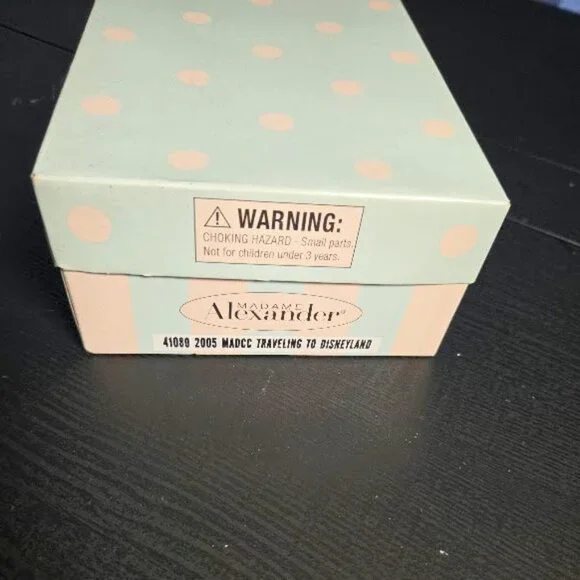 WARNING:
CHOKING HAZARD - Small parts.
Not for children under 3 years.
MADAME
Alexander®
41080 2005 MADCC TRAVELING TO DISNEYLAND